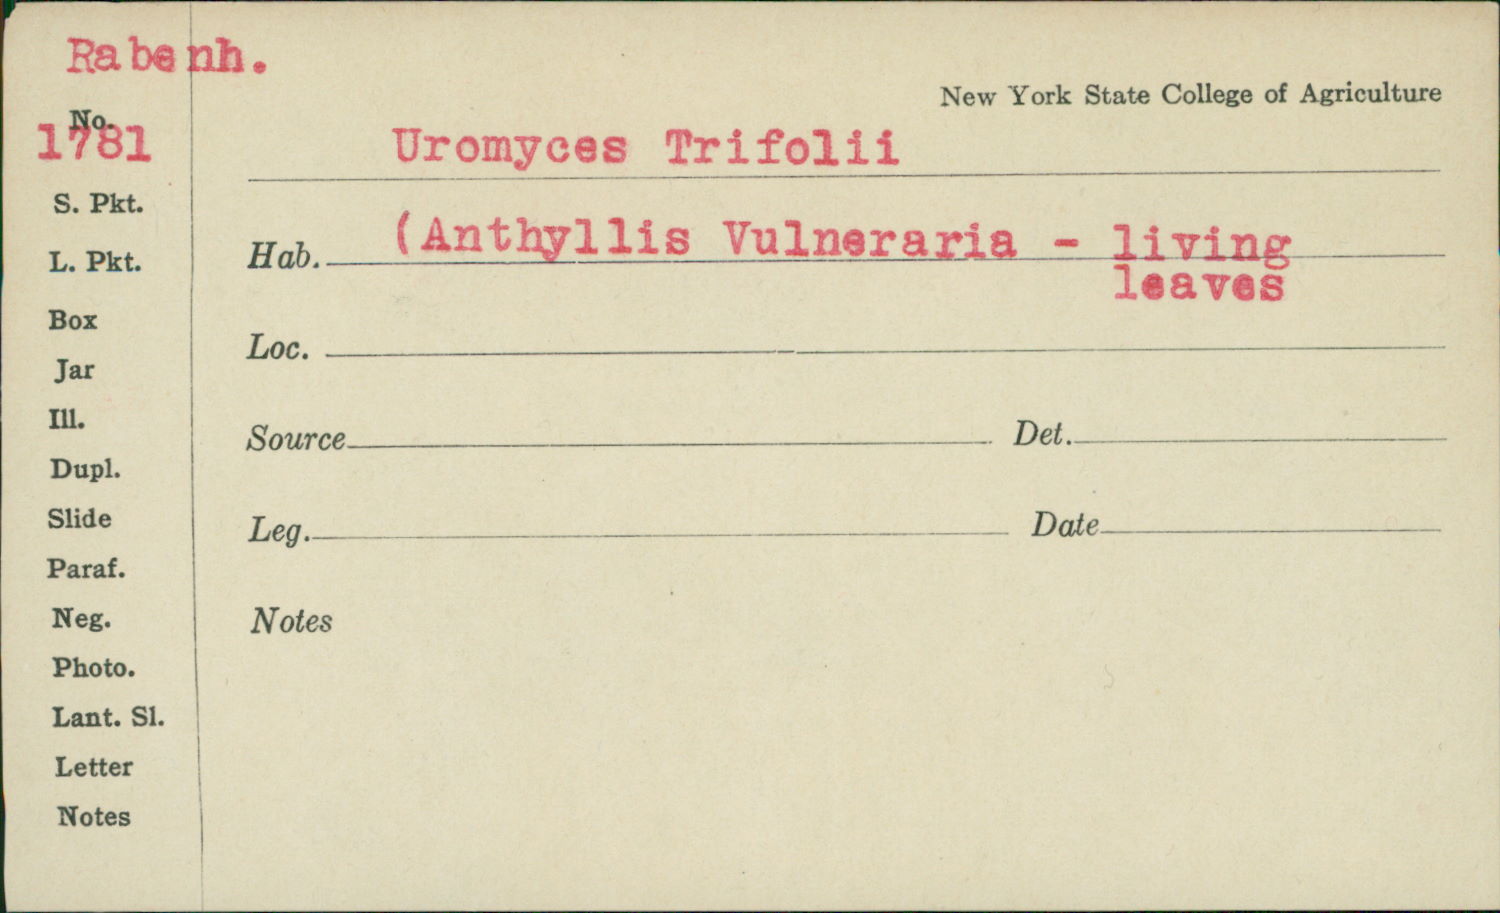 Rabenh.
New York State College of Agriculture
No.
1781
Uromyces Trifolii
S. Pkt.
Hab. (Anthyllis Vulneraria - living
leaves
L. Pkt.
Box
Loc.
Jar
Ill.
Source Det.
Dupl.
Slide
Leg. Date
Paraf.
Neg.
Notes
Photo.
Lant. Sl.
Letter
Notes